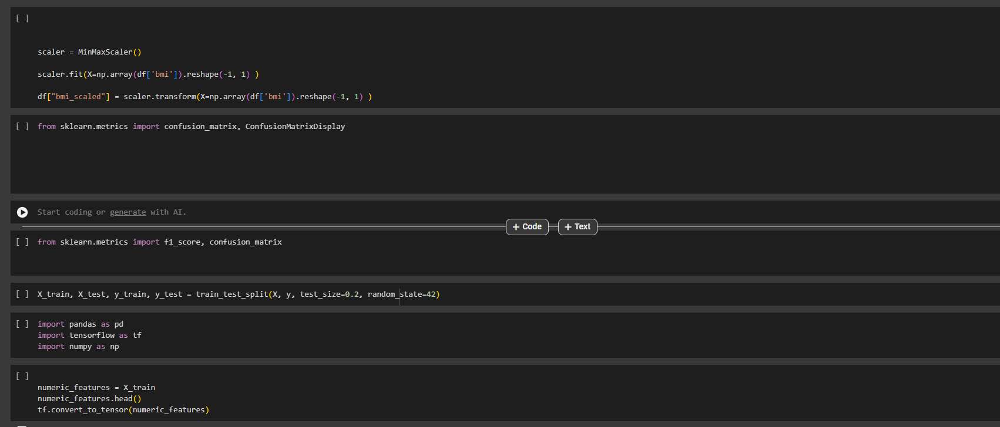 [ ]
scaler = MinMaxScaler()
scaler.fit(X=np.array(df['bmi']).reshape(-1, 1) )
df["bmi_scaled"] = scaler.transform(X=np.array(df['bmi']).reshape(-1, 1) )
[ ] from sklearn.metrics import confusion_matrix, ConfusionMatrixDisplay
Start coding or generate with AI.
+ Code + Text
[ ] from sklearn.metrics import f1_score, confusion_matrix
[ ] X_train, X_test, y_train, y_test = train_test_split(X, y, test_size=0.2, random_state=42)
[ ] import pandas as pd
import tensorflow as tf
import numpy as np
[ ]
numeric_features = X_train
numeric_features.head()
tf.convert_to_tensor(numeric_features)